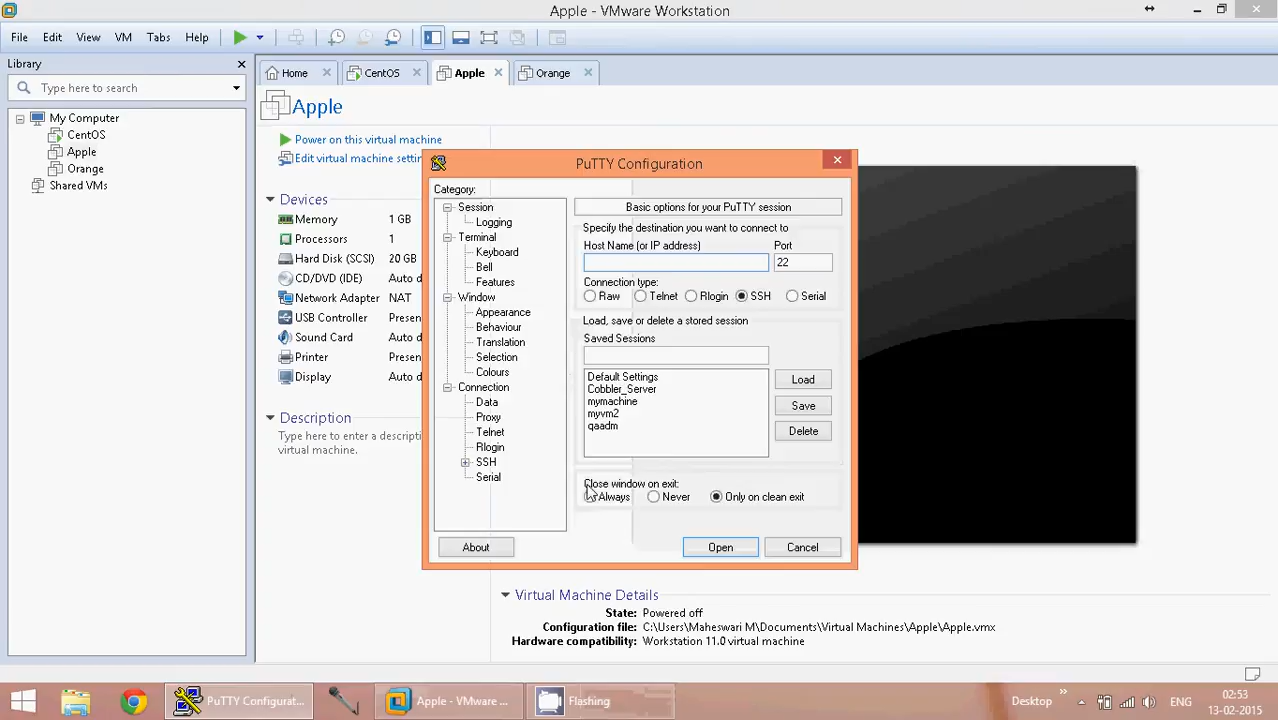 Apple - VMware Workstation
File Edit View VM Tabs Help
Library
Type here to search
My Computer
CentOS
Apple
Orange
Shared VMs
Home CentOS Apple Orange
Apple
Power on this virtual machine
Edit virtual machine settin
Devices
Memory 1 GB
Processors 1
Hard Disk (SCSI) 20 GB
CD/DVD (IDE) Auto d
Network Adapter NAT
USB Controller Presen
Sound Card Auto d
Printer Presen
Display Auto d
Description
Type here to enter a descripti
virtual machine.
PuTTY Configuration
Category:
Session
Logging
Terminal
Keyboard
Bell
Features
Window
Appearance
Behaviour
Translation
Selection
Colours
Connection
Data
Proxy
Telnet
Rlogin
SSH
Serial
Basic options for your PuTTY session
Specify the destination you want to connect to
Host Name (or IP address) Port
22
Connection type:
Raw Telnet Rlogin SSH Serial
Load, save or delete a stored session
Saved Sessions
Default Settings
Cobbler_Server
mymachine
myvm2
qaadm
Load
Save
Delete
Close window on exit:
Always Never Only on clean exit
About Open Cancel
Virtual Machine Details
State: Powered off
Configuration file: C:\Users\Maheswari M\Documents\Virtual Machines\Apple\Apple.vmx
Hardware compatibility: Workstation 11.0 virtual machine
PuTTY Configurat... Apple - VMware ... Flashing Desktop ENG 02:53
13-02-2015